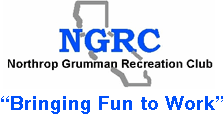 NGRC
Northrop Grumman Recreation Club
“Bringing Fun to Work”